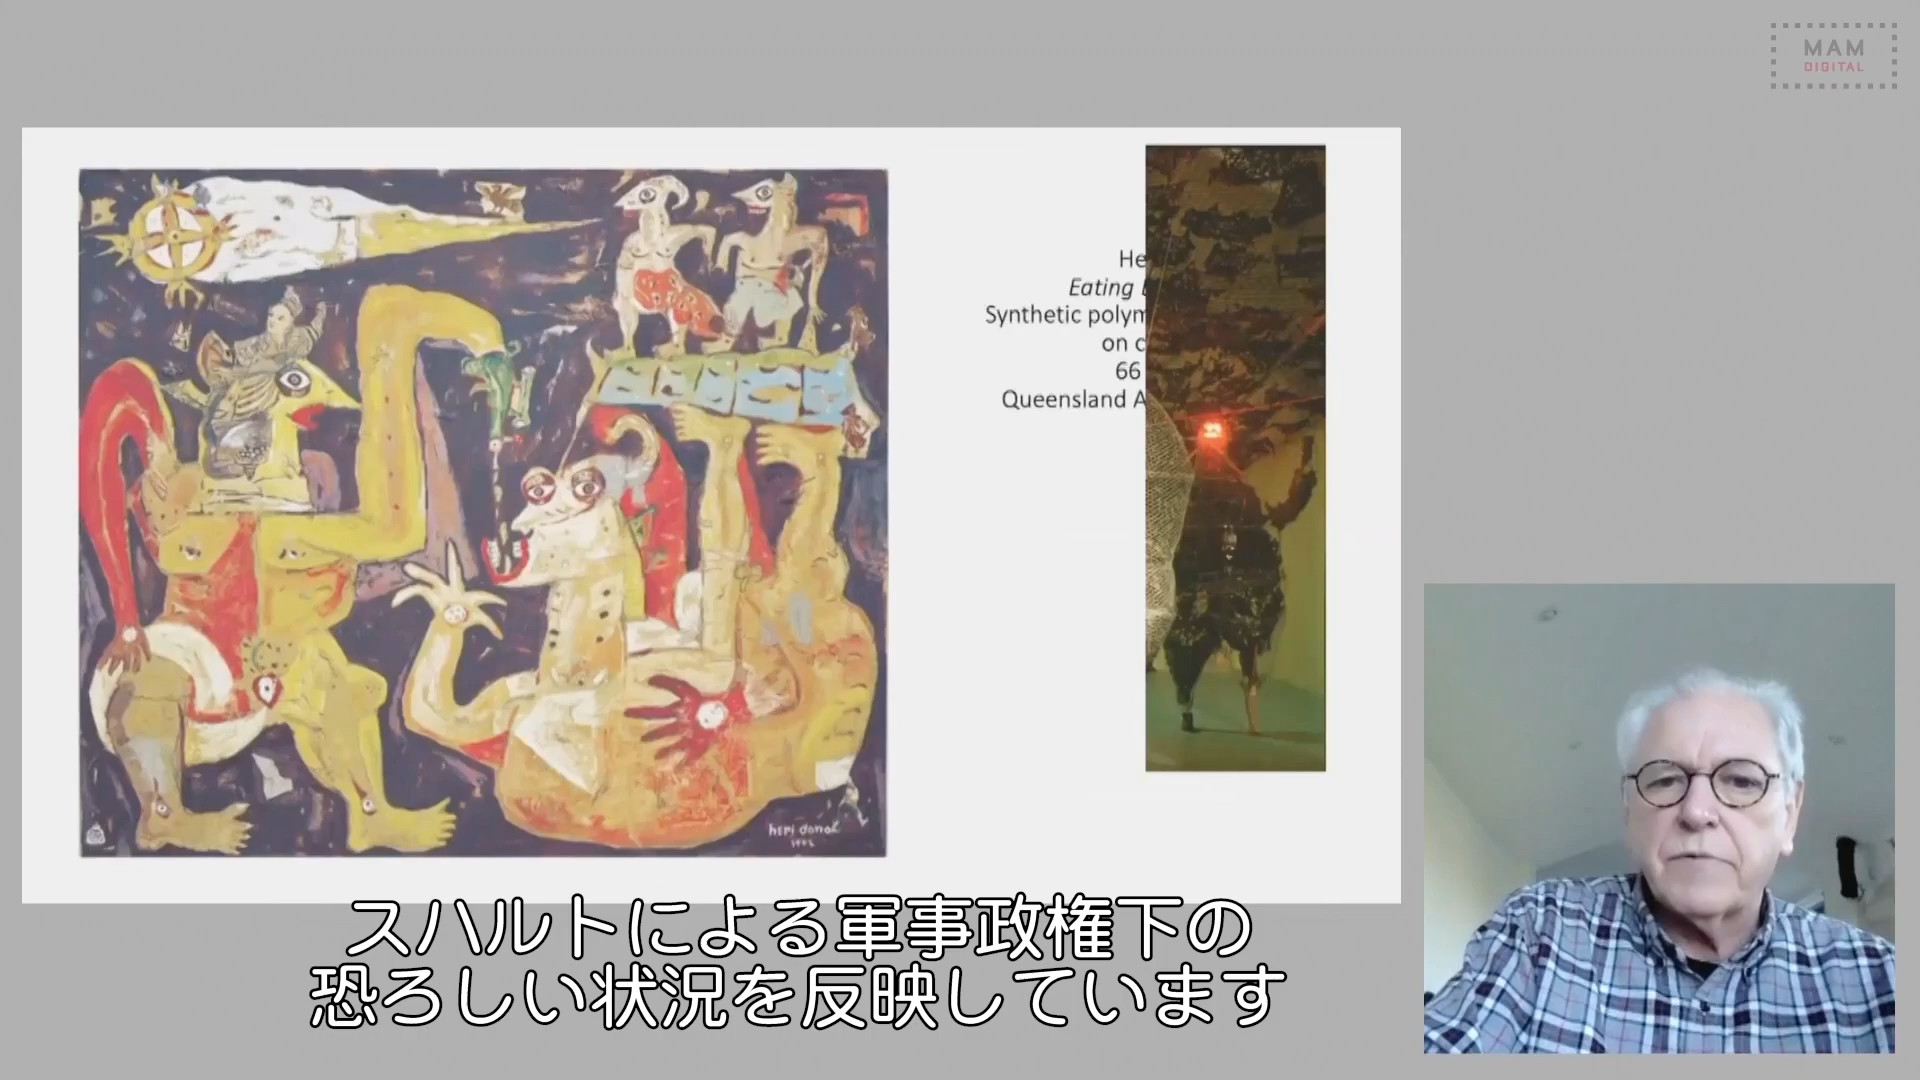 MAM
DIGITAL
He
Eating
Synthetic polym
on c
66
Queensland A
heri dono
スハルトによる軍事政権下の
恐ろしい状況を反映しています